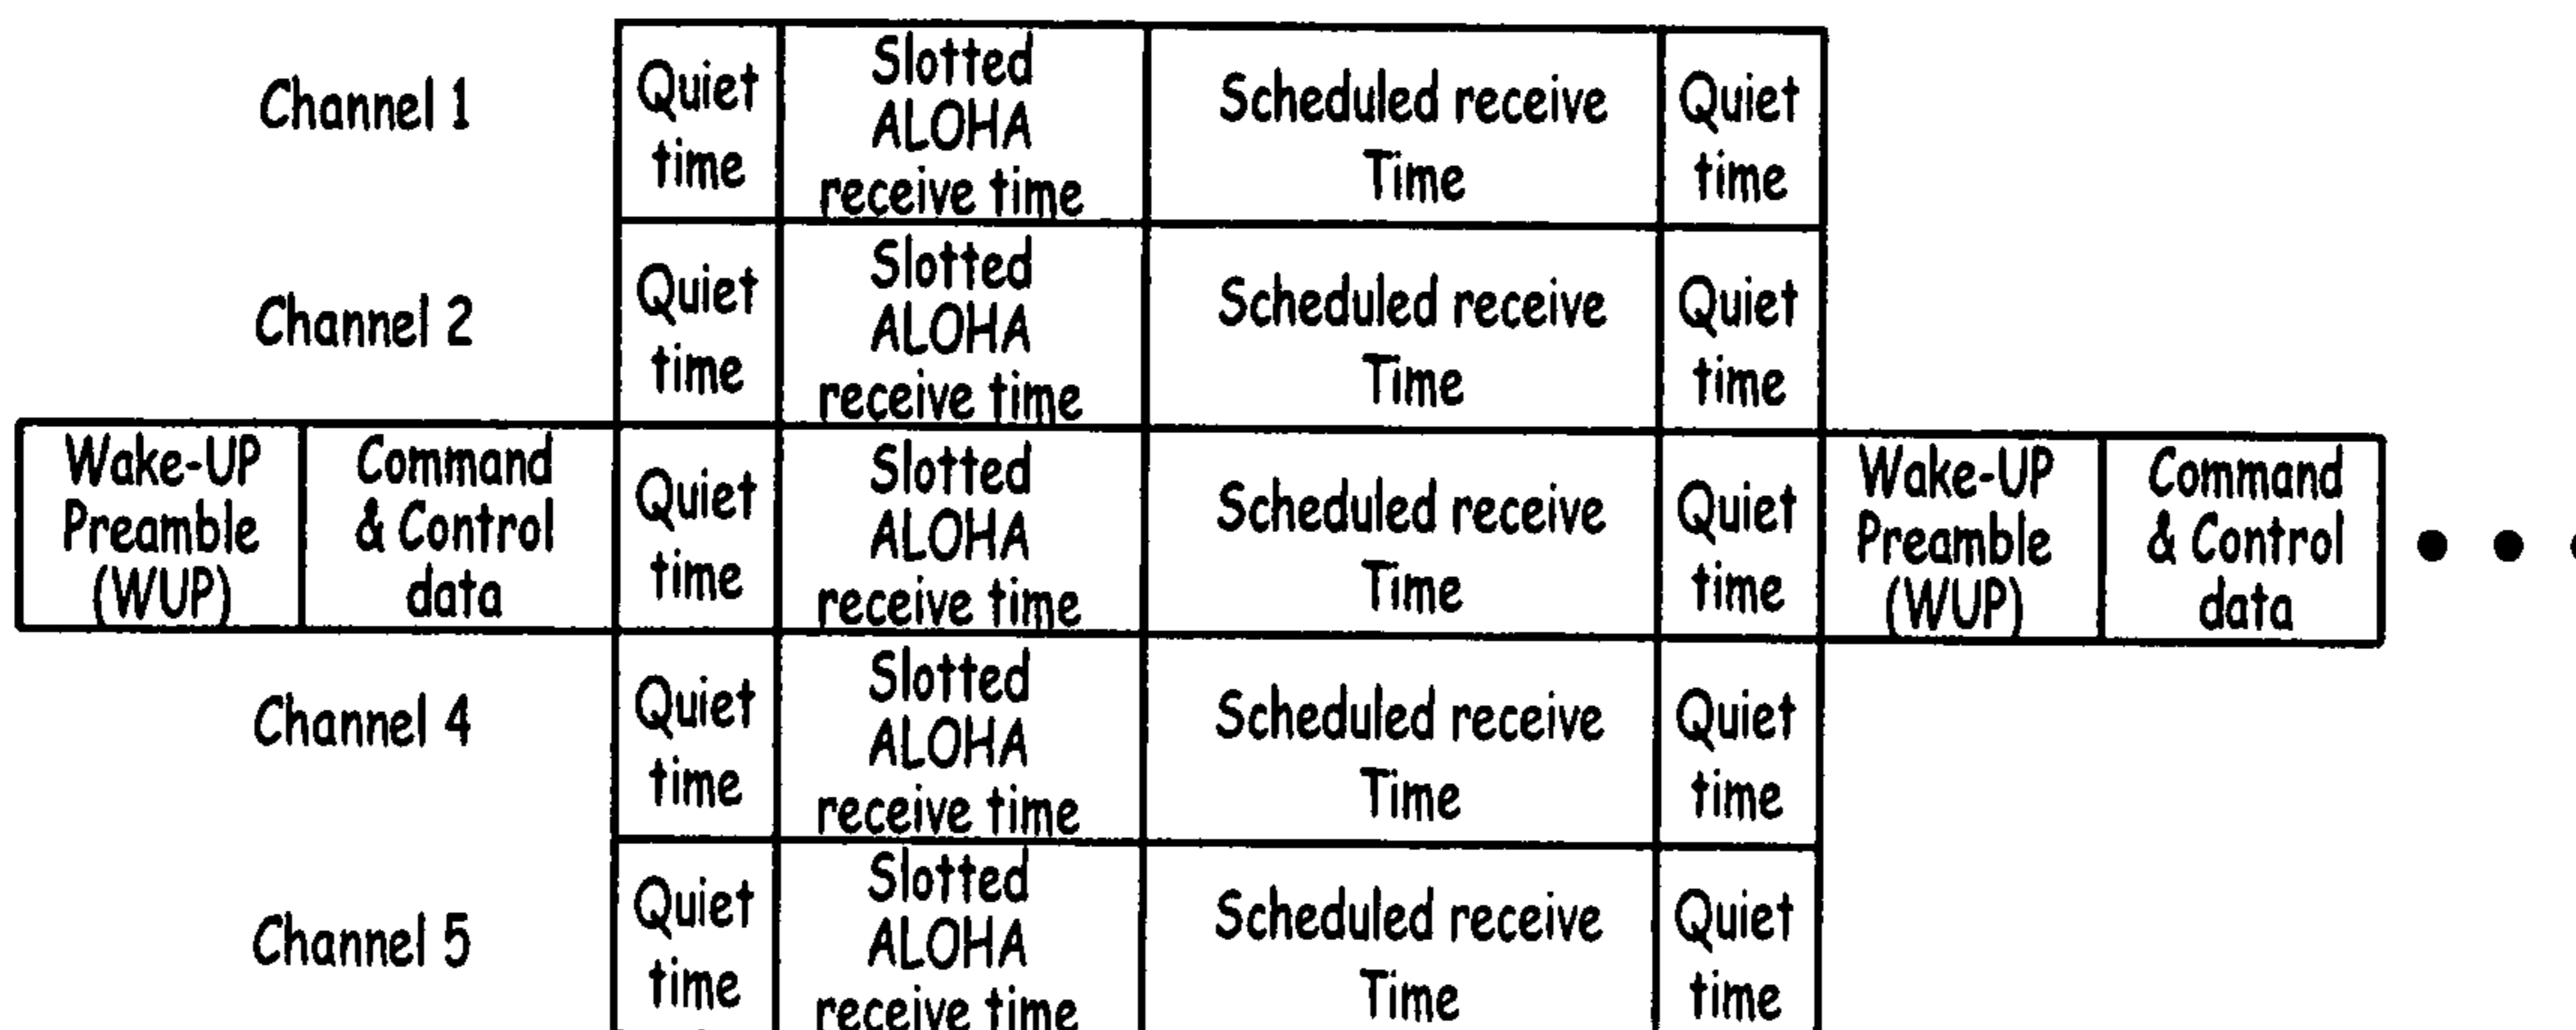 Channel 1
Quiet
time
Slotted
ALOHA
receive time
Scheduled receive
Time
Quiet
time
Channel 2
Quiet
time
Slotted
ALOHA
receive time
Scheduled receive
Time
Quiet
time
Wake-UP
Preamble
(WUP)
Command
& Control
data
Quiet
time
Slotted
ALOHA
receive time
Scheduled receive
Time
Quiet
time
Wake-UP
Preamble
(WUP)
Command
& Control
data
Channel 4
Quiet
time
Slotted
ALOHA
receive time
Scheduled receive
Time
Quiet
time
Channel 5
Quiet
time
Slotted
ALOHA
receive time
Scheduled receive
Time
Quiet
time